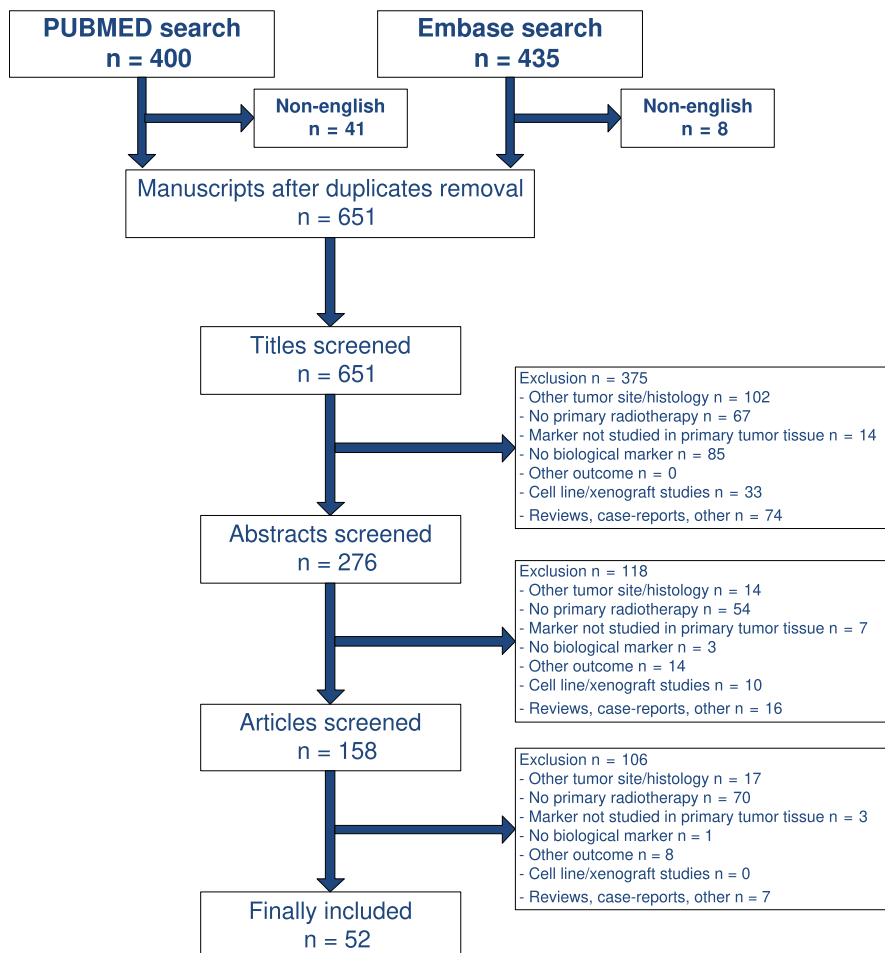 PUBMED search
n = 400
Embase search
n = 435
Non-english
n = 41
Non-english
n = 8
Manuscripts after duplicates removal
n = 651
Titles screened
n = 651
Exclusion n = 375
- Other tumor site/histology n = 102
- No primary radiotherapy n = 67
- Marker not studied in primary tumor tissue n = 14
- No biological marker n = 85
- Other outcome n = 0
- Cell line/xenograft studies n = 33
- Reviews, case-reports, other n = 74
Abstracts screened
n = 276
Exclusion n = 118
- Other tumor site/histology n = 14
- No primary radiotherapy n = 54
- Marker not studied in primary tumor tissue n = 7
- No biological marker n = 3
- Other outcome n = 14
- Cell line/xenograft studies n = 10
- Reviews, case-reports, other n = 16
Articles screened
n = 158
Exclusion n = 106
- Other tumor site/histology n = 17
- No primary radiotherapy n = 70
- Marker not studied in primary tumor tissue n = 3
- No biological marker n = 1
- Other outcome n = 8
- Cell line/xenograft studies n = 0
- Reviews, case-reports, other n = 7
Finally included
n = 52